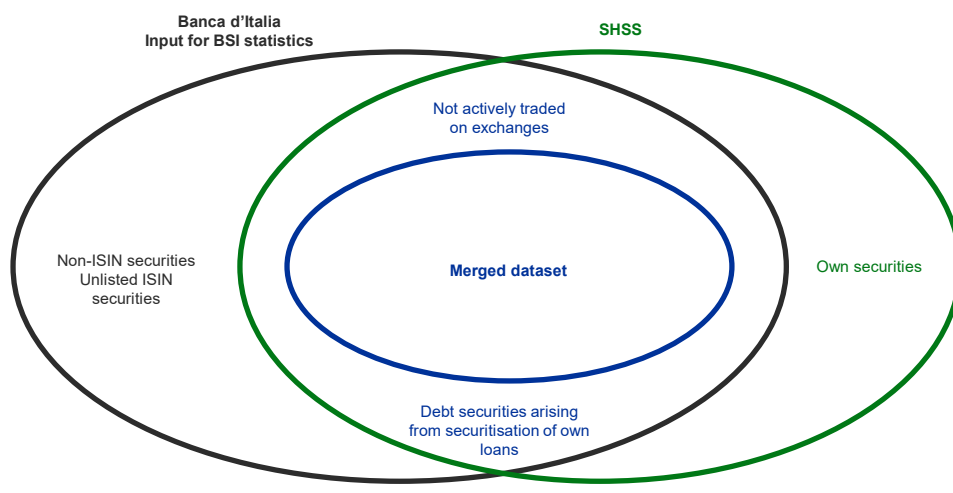 Banca d’Italia
Input for BSI statistics
SHSS
Not actively traded
on exchanges
Non-ISIN securities
Unlisted ISIN
securities
Merged dataset
Own securities
Debt securities arising
from securitisation of own
loans